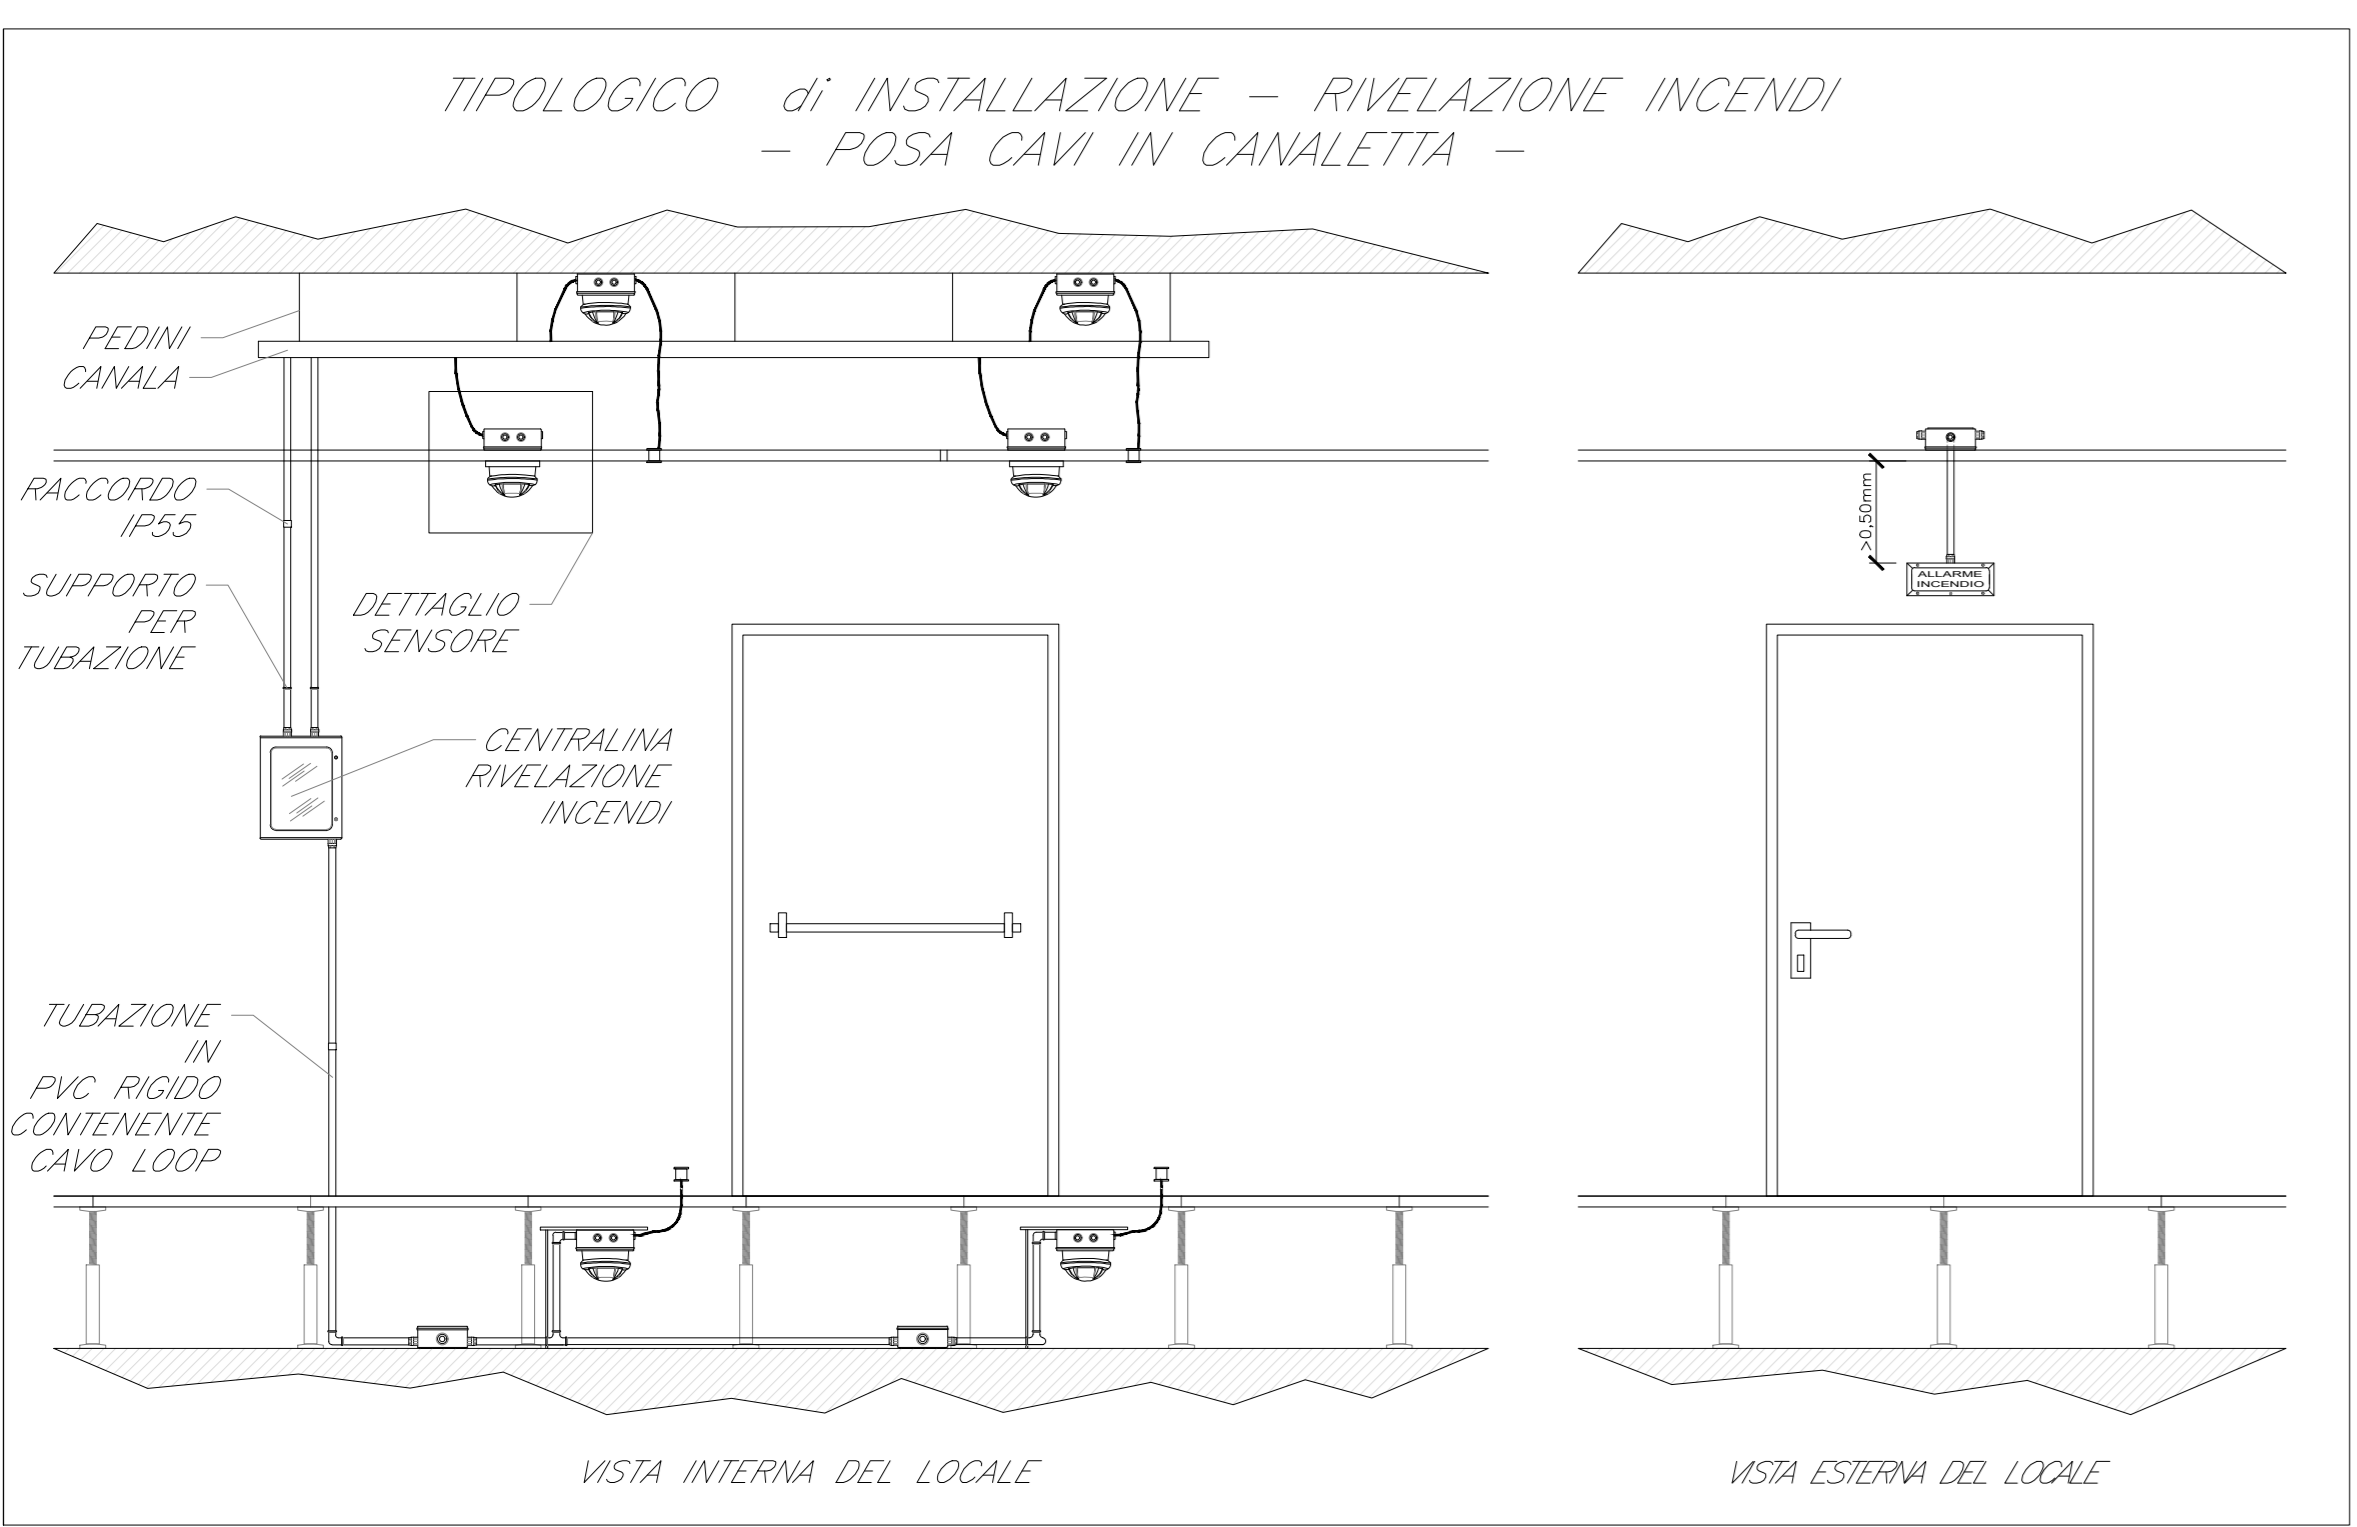 TIPOLOGICO di INSTALLAZIONE – RIVELAZIONE INCENDI
– POSA CAVI IN CANALETTA –
PEDINI
CANALA
RACCORDO
IP55
SUPPORTO
PER
TUBAZIONE
DETTAGLIO
SENSORE
CENTRALINA
RIVELAZIONE
INCENDI
TUBAZIONE
IN
PVC RIGIDO
CONTENENTE
CAVO LOOP
>0,50mm
ALLARME
INCENDIO
VISTA INTERNA DEL LOCALE
VISTA ESTERNA DEL LOCALE